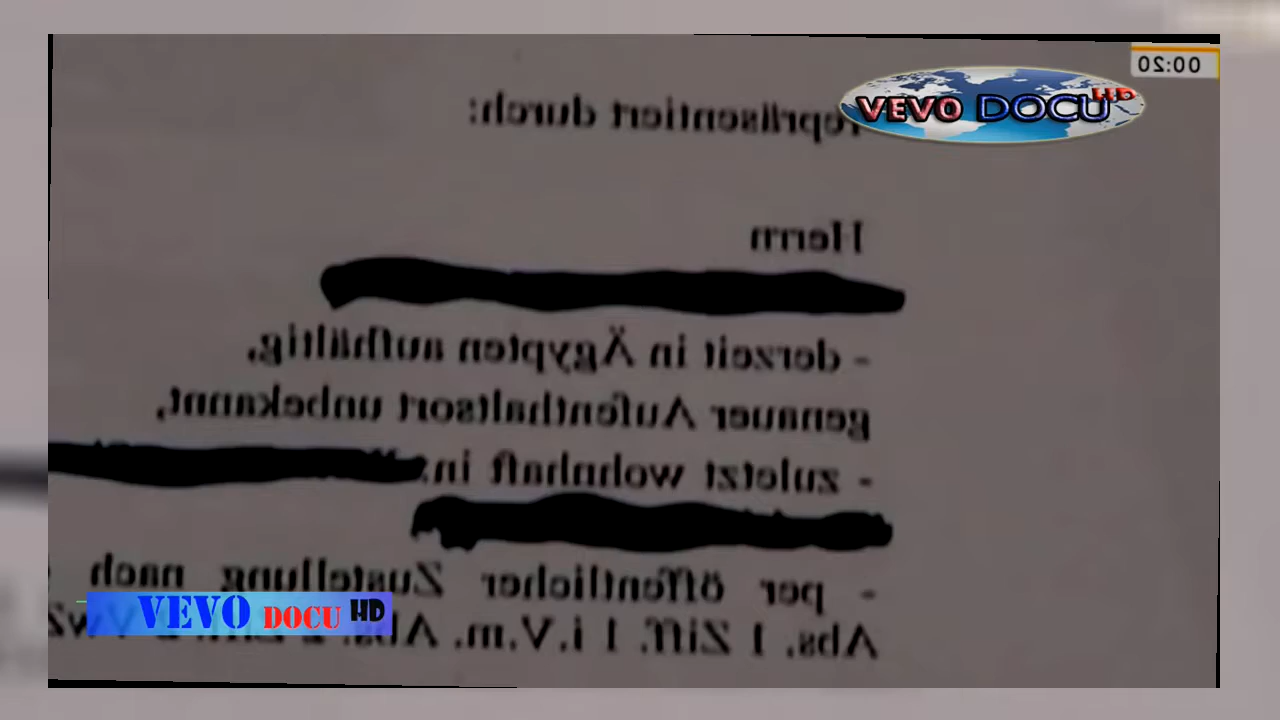 00:20
VEVO DOCU HD
repräsentiert durch:
Herrn
- derzeit in Ägypten aufhältig,
genauer Aufenthaltsort unbekannt,
- zuletzt wohnhaft in:
- per öffentlicher Zustellung nach
Abs. 1 Ziff. 1 i.V.m. Abs. 2
VEVO DOCU HD